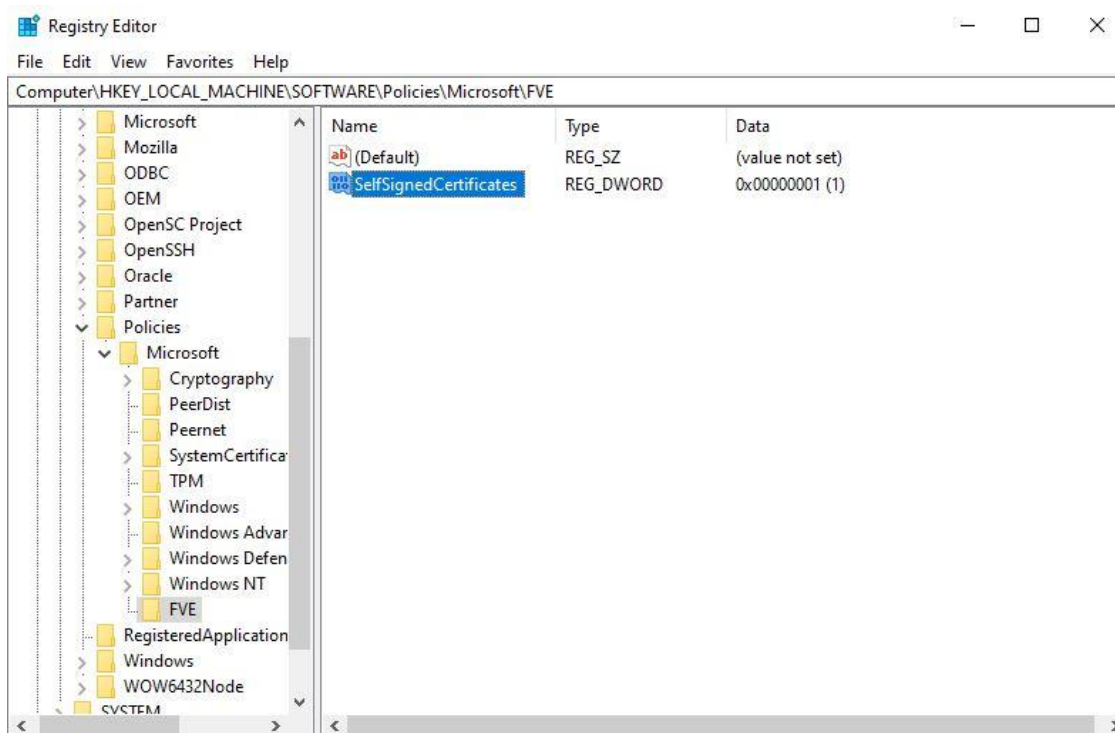 Registry Editor
File Edit View Favorites Help
Computer\HKEY_LOCAL_MACHINE\SOFTWARE\Policies\Microsoft\FVE
Microsoft
Mozilla
ODBC
OEM
OpenSC Project
OpenSSH
Oracle
Partner
Policies
Microsoft
Cryptography
PeerDist
Peernet
SystemCertifica
TPM
Windows
Windows Advar
Windows Defen
Windows NT
FVE
RegisteredApplication
Windows
WOW6432Node
SYSTEM
Name Type Data
ab (Default) REG_SZ (value not set)
SelfSignedCertificates REG_DWORD 0x00000001 (1)